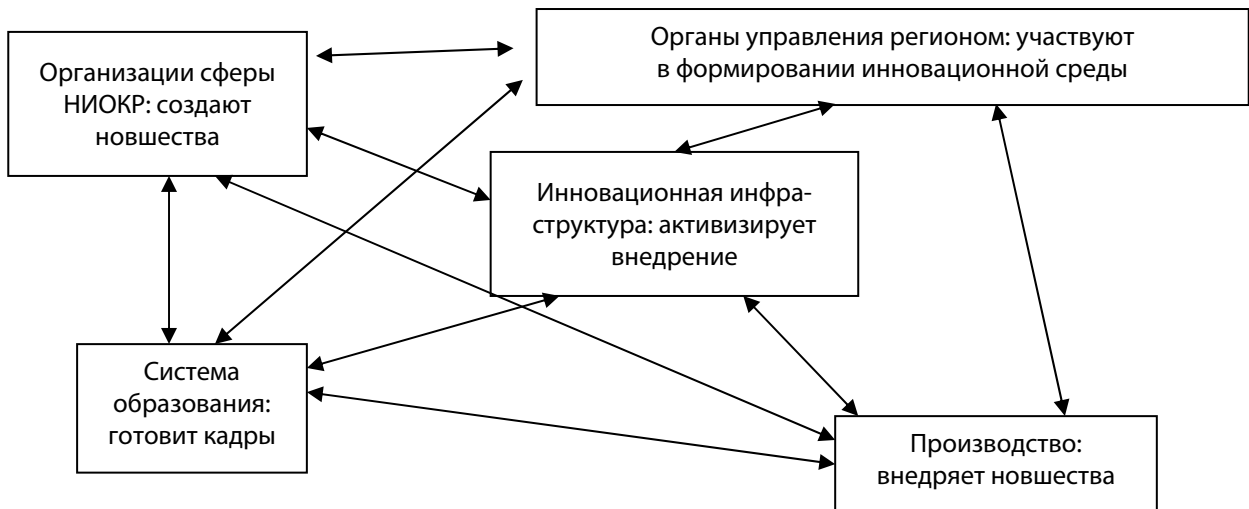 Организации сферы
НИОКР: создают
новшества
Органы управления регионом: участвуют
в формировании инновационной среды
Инновационная инфра-
структура: активизирует
внедрение
Система
образования:
готовит кадры
Производство:
внедряет новшества